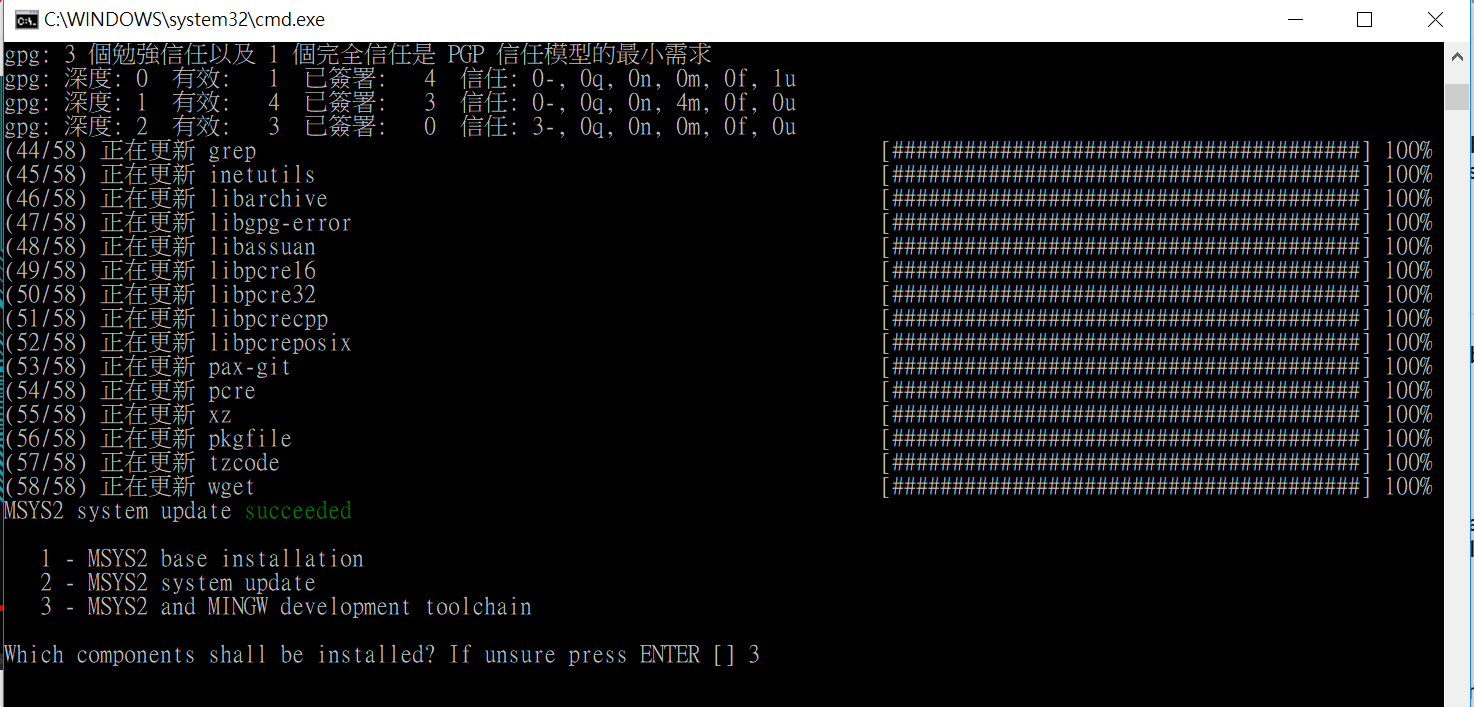 C:\WINDOWS\system32\cmd.exe
gpg: 3 個勉強信任以及 1 個完全信任是 PGP 信任模型的最小需求
gpg: 深度: 0 有效: 1 已簽署: 4 信任: 0-, 0q, 0n, 0m, 0f, 1u
gpg: 深度: 1 有效: 4 已簽署: 3 信任: 0-, 0q, 0n, 4m, 0f, 0u
gpg: 深度: 2 有效: 3 已簽署: 0 信任: 3-, 0q, 0n, 0m, 0f, 0u
(44/58) 正在更新 grep [#######################################] 100%
(45/58) 正在更新 inetutils [#######################################] 100%
(46/58) 正在更新 libarchive [#######################################] 100%
(47/58) 正在更新 libgpg-error [#######################################] 100%
(48/58) 正在更新 libassuan [#######################################] 100%
(49/58) 正在更新 libpcre16 [#######################################] 100%
(50/58) 正在更新 libpcre32 [#######################################] 100%
(51/58) 正在更新 libpcrecpp [#######################################] 100%
(52/58) 正在更新 libpcreposix [#######################################] 100%
(53/58) 正在更新 pax-git [#######################################] 100%
(54/58) 正在更新 pcre [#######################################] 100%
(55/58) 正在更新 xz [#######################################] 100%
(56/58) 正在更新 pkgfile [#######################################] 100%
(57/58) 正在更新 tzcode [#######################################] 100%
(58/58) 正在更新 wget [#######################################] 100%
MSYS2 system update succeeded
1 - MSYS2 base installation
2 - MSYS2 system update
3 - MSYS2 and MINGW development toolchain
Which components shall be installed? If unsure press ENTER [] 3